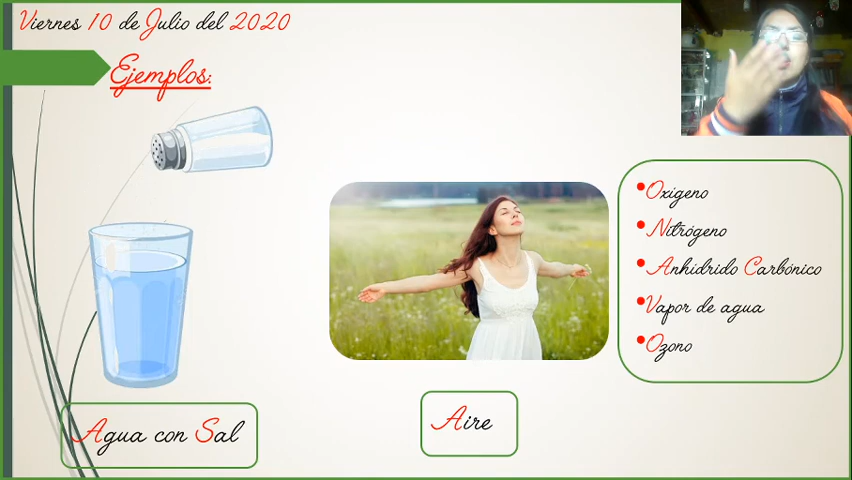 Viernes 10 de Julio del 2020
Ejemplos:
Oxigeno
Nitrógeno
Anhidrido Carbónico
Vapor de agua
Ozono
Agua con Sal
Aire